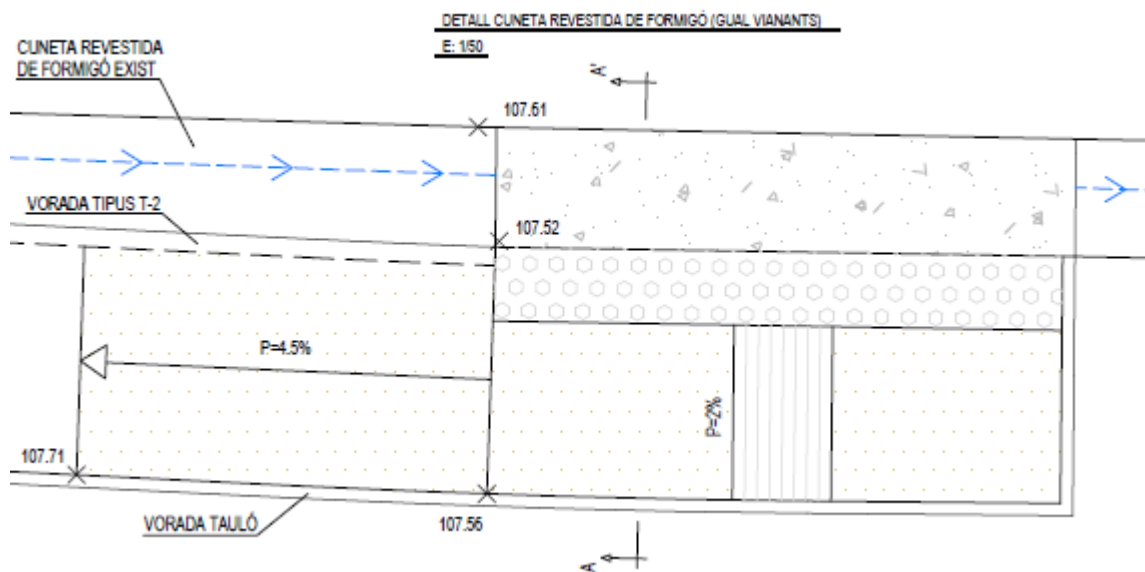 DETALL CUNETA REVESTIDA DE FORMIGÓ (GUAL VIANANTS)
E: 1/50
CUNETA REVESTIDA
DE FORMIGÓ EXIST
A'
107.61
VORADA TIPUS T-2
107.52
P=4.5%
P=2%
107.71
VORADA TAULÓ
107.56
A